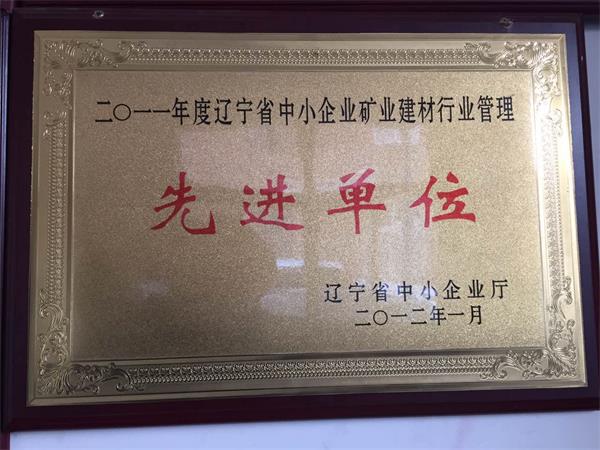 二〇一一年度辽宁省中小企业矿业建材行业管理
先进单位
辽宁省中小企业厅
二〇一二年一月